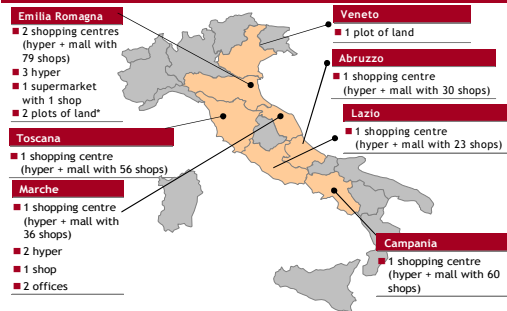 Emilia Romagna
■ 2 shopping centres
(hyper + mall with
79 shops)
■ 3 hyper
■ 1 supermarket
with 1 shop
■ 2 plots of land*
Toscana
■ 1 shopping centre
(hyper + mall with 56 shops)
Marche
■ 1 shopping centre
(hyper + mall with
36 shops)
■ 2 hyper
■ 1 shop
■ 2 offices
Veneto
■ 1 plot of land
Abruzzo
■ 1 shopping centre
(hyper + mall with 30 shops)
Lazio
■ 1 shopping centre
(hyper + mall with 23 shops)
Campania
■ 1 shopping centre
(hyper + mall with 60
shops)